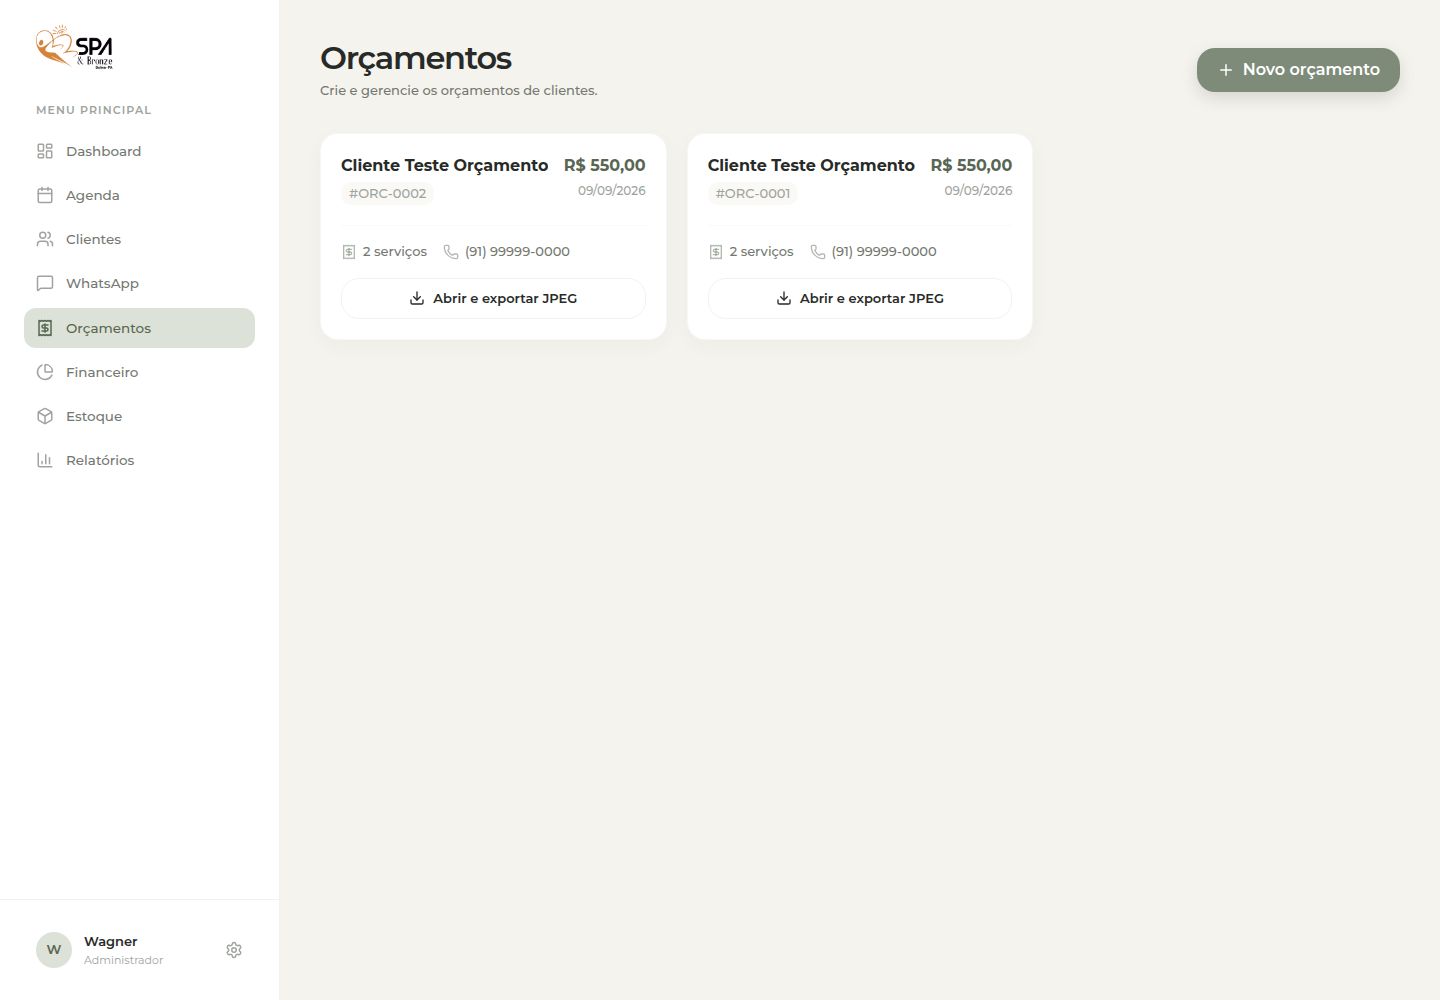 SPA
& Bronze
MENU PRINCIPAL
Dashboard
Agenda
Clientes
WhatsApp
Orçamentos
Financeiro
Estoque
Relatórios
W
Wagner
Administrador
Orçamentos
Crie e gerencie os orçamentos de clientes.
+ Novo orçamento
Cliente Teste Orçamento R$ 550,00
#ORC-0002 09/09/2026
2 serviços (91) 99999-0000
Abrir e exportar JPEG
Cliente Teste Orçamento R$ 550,00
#ORC-0001 09/09/2026
2 serviços (91) 99999-0000
Abrir e exportar JPEG